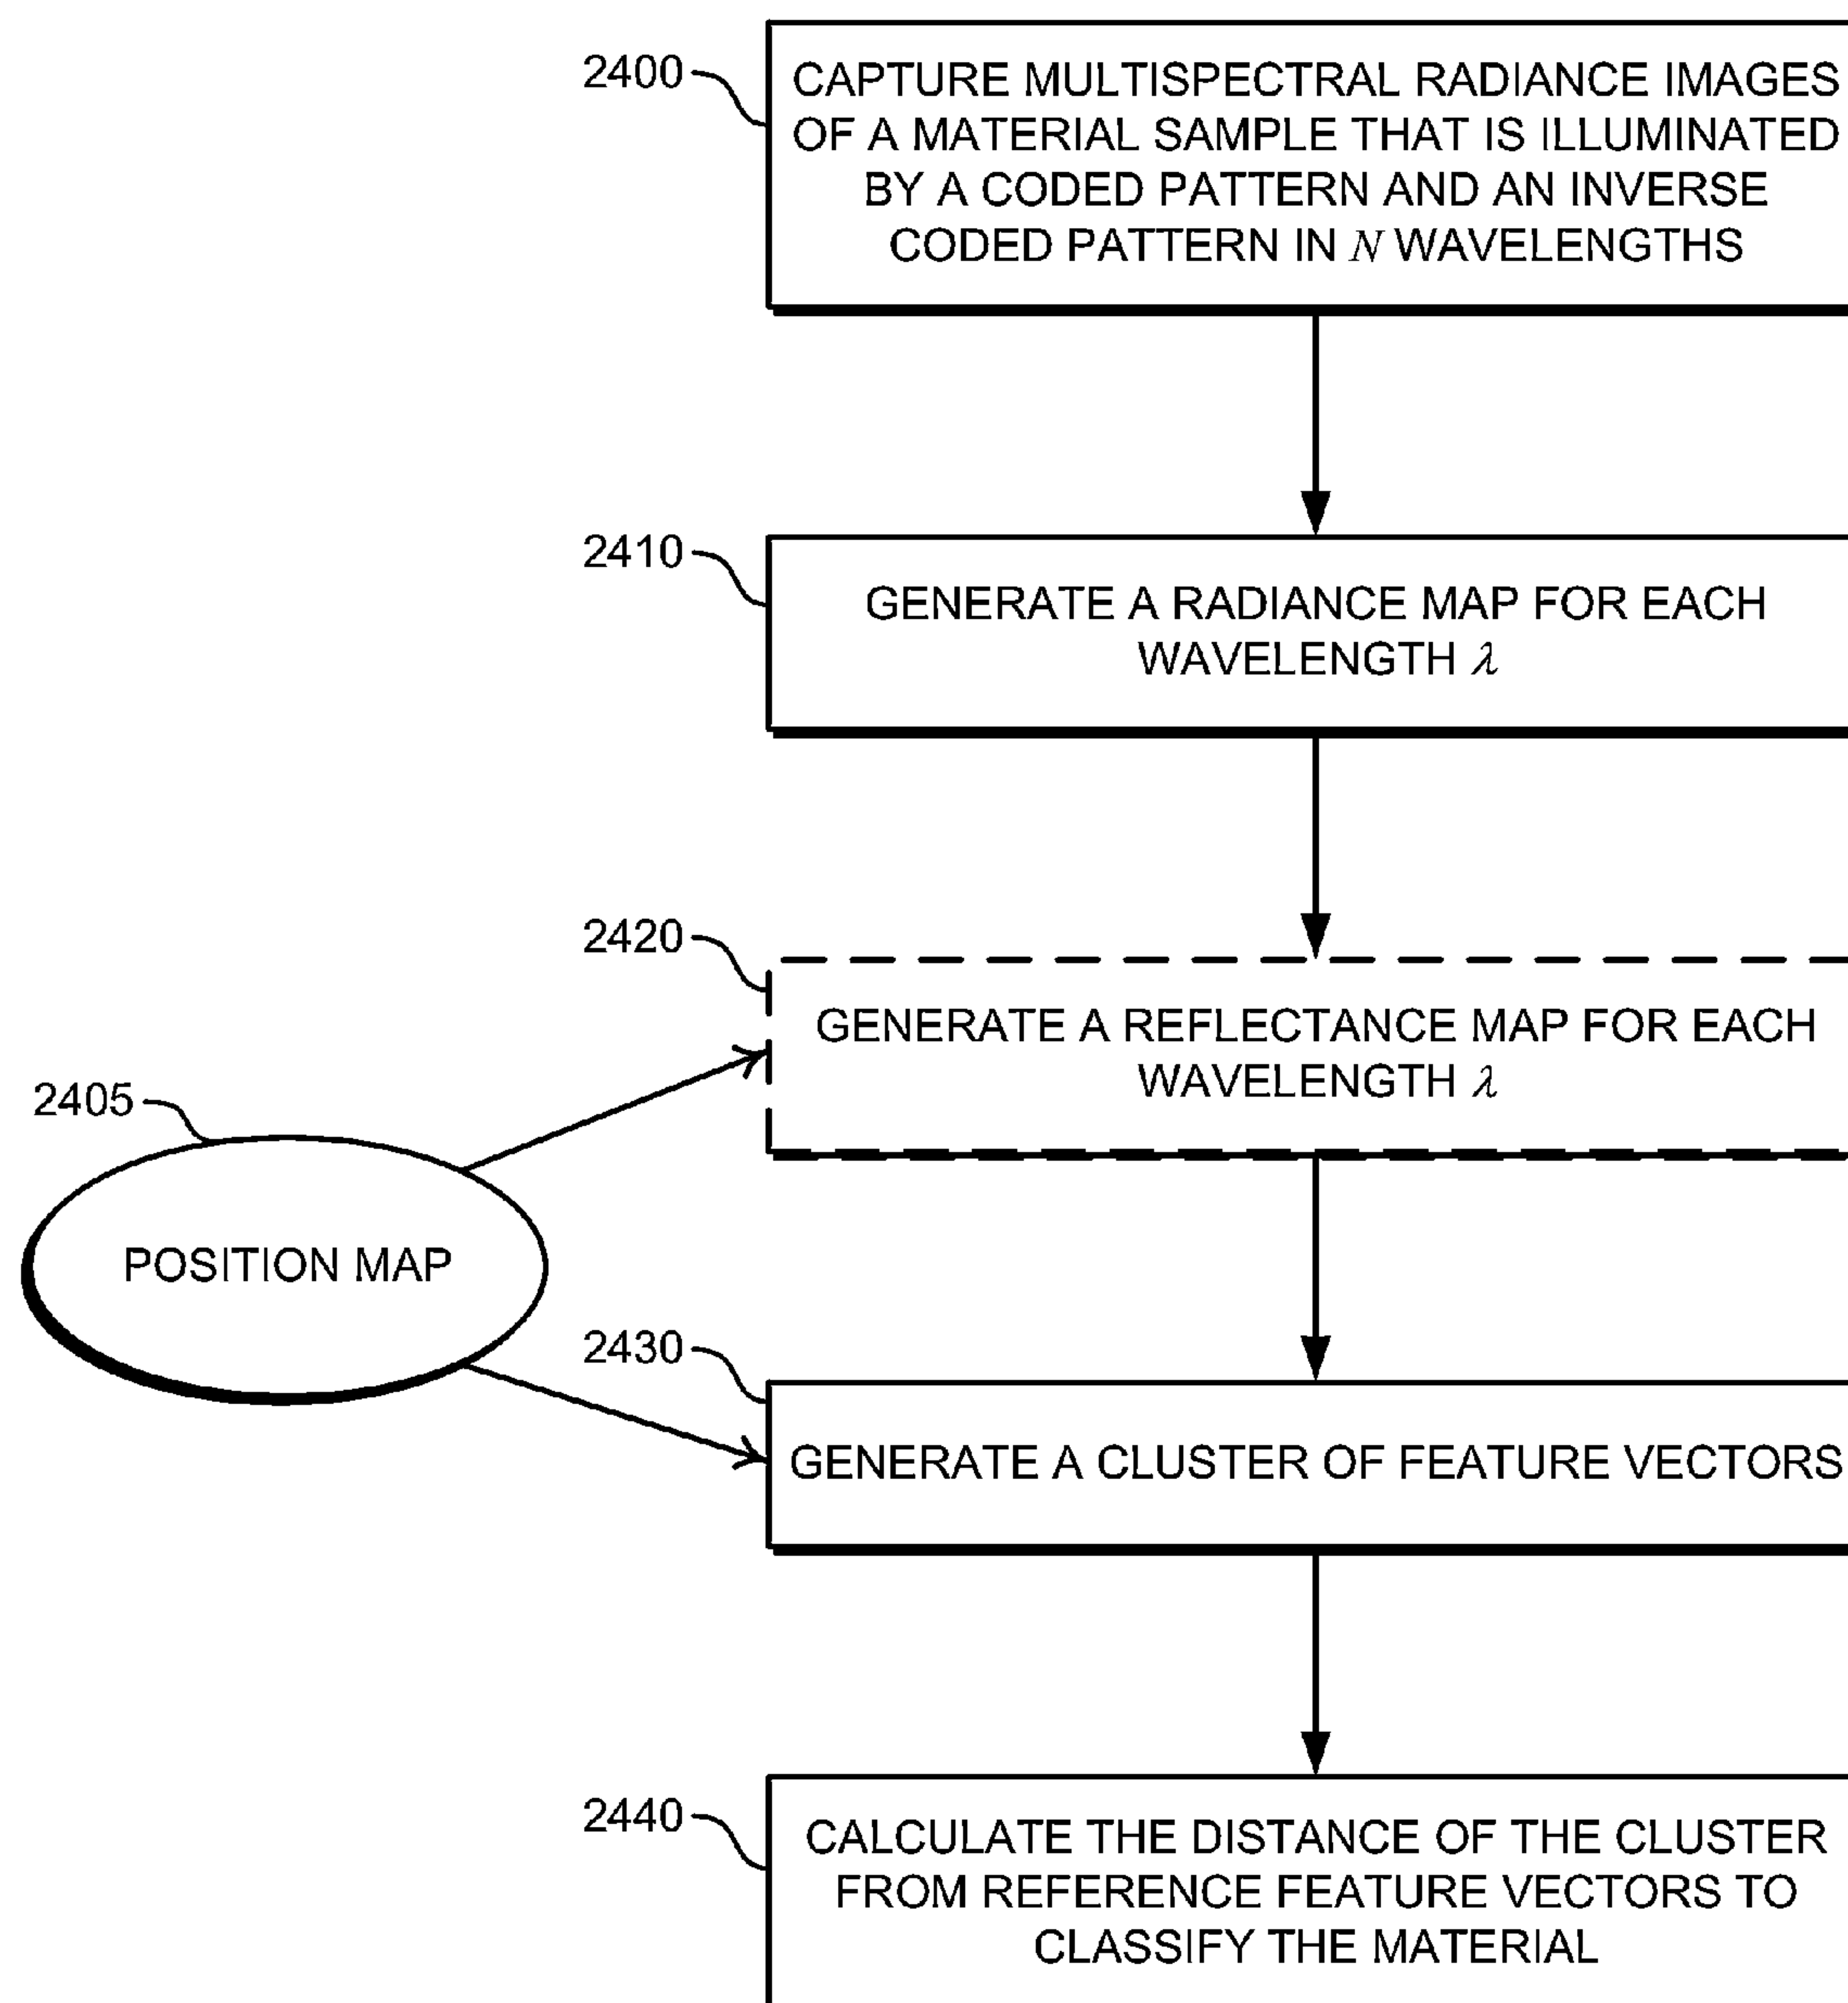 2400
CAPTURE MULTISPECTRAL RADIANCE IMAGES
OF A MATERIAL SAMPLE THAT IS ILLUMINATED
BY A CODED PATTERN AND AN INVERSE
CODED PATTERN IN N WAVELENGTHS
2410
GENERATE A RADIANCE MAP FOR EACH
WAVELENGTH λ
2420
GENERATE A REFLECTANCE MAP FOR EACH
WAVELENGTH λ
2405
POSITION MAP
2430
GENERATE A CLUSTER OF FEATURE VECTORS
2440
CALCULATE THE DISTANCE OF THE CLUSTER
FROM REFERENCE FEATURE VECTORS TO
CLASSIFY THE MATERIAL